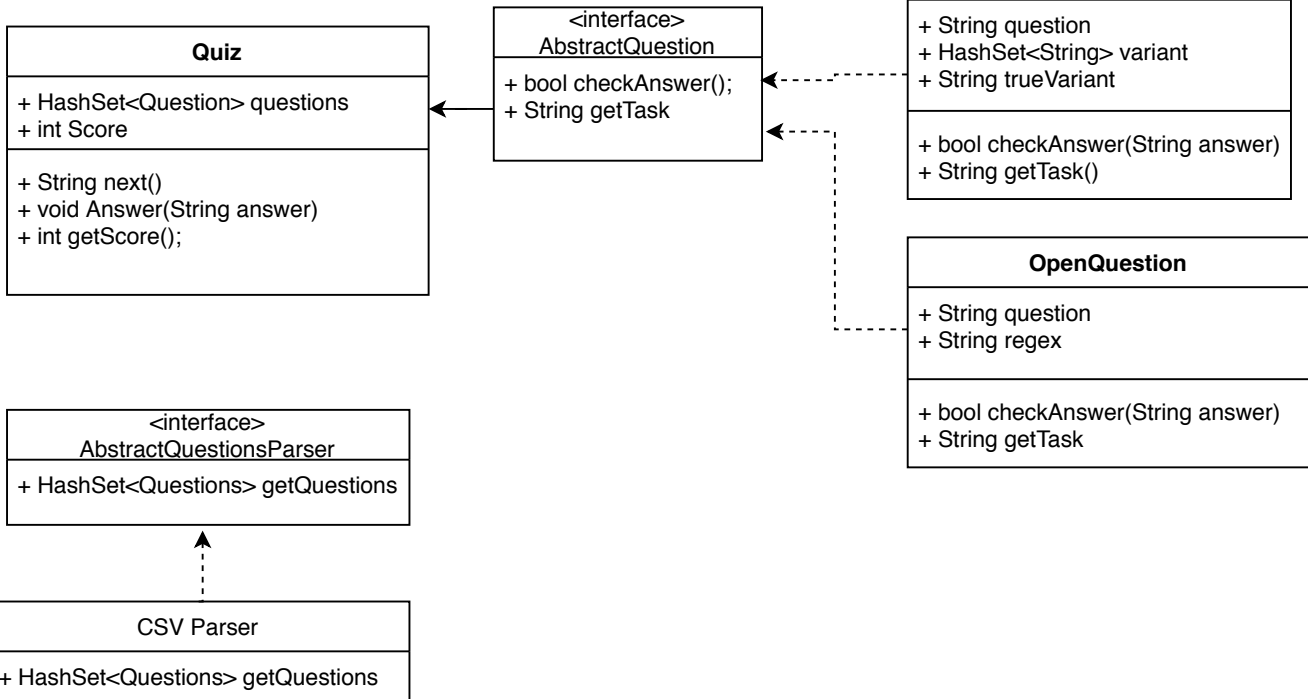 Quiz
+ HashSet<Question> questions
+ int Score
+ String next()
+ void Answer(String answer)
+ int getScore();
<interface>
AbstractQuestion
+ bool checkAnswer();
+ String getTask
+ String question
+ HashSet<String> variant
+ String trueVariant
+ bool checkAnswer(String answer)
+ String getTask()
OpenQuestion
+ String question
+ String regex
+ bool checkAnswer(String answer)
+ String getTask
<interface>
AbstractQuestionsParser
+ HashSet<Questions> getQuestions
CSV Parser
+ HashSet<Questions> getQuestions